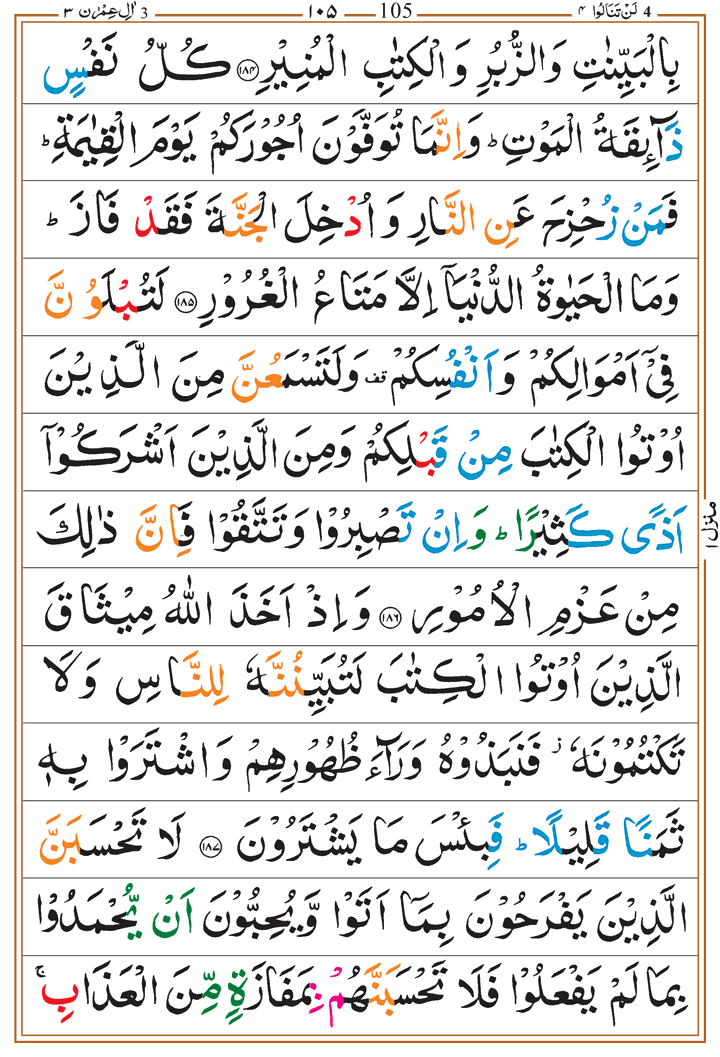 4 لَنْ تَنَالُوا ۴ 105 ۱۰۵ 3 اٰلِ عِمْرٰن ۳
بِالْبَيِّنٰتِ وَالزُّبُرِ وَالْكِتٰبِ الْمُنِيْرِ ﴿۱۸۴﴾ كُلُّ نَفْسٍ
ذَآىِٕقَةُ الْمَوْتِ ؕ وَاِنَّمَا تُوَفَّوْنَ اُجُوْرَكُمْ يَوْمَ الْقِيٰمَةِ ؕ
فَمَنْ زُحْزِحَ عَنِ النَّارِ وَاُدْخِلَ الْجَنَّةَ فَقَدْ فَازَ ؕ
وَمَا الْحَيٰوةُ الدُّنْيَاۤ اِلَّا مَتَاعُ الْغُرُوْرِ ﴿۱۸۵﴾ لَتُبْلَوُنَّ
فِىْۤ اَمْوَالِكُمْ وَاَنْفُسِكُمْ قف وَلَتَسْمَعُنَّ مِنَ الَّذِيْنَ
اُوْتُوا الْكِتٰبَ مِنْ قَبْلِكُمْ وَمِنَ الَّذِيْنَ اَشْرَكُوْۤا
اَذًى كَثِيْرًا ؕ وَاِنْ تَصْبِرُوْا وَتَتَّقُوْا فَاِنَّ ذٰلِكَ
مِنْ عَزْمِ الْاُمُوْرِ ﴿۱۸۶﴾ وَاِذْ اَخَذَ اللّٰهُ مِيْثَاقَ
الَّذِيْنَ اُوْتُوا الْكِتٰبَ لَتُبَيِّنُنَّهٗ لِلنَّاسِ وَلَا
تَكْتُمُوْنَهٗ ؗ فَنَبَذُوْهُ وَرَآءَ ظُهُوْرِهِمْ وَاشْتَرَوْا بِهٖ
ثَمَنًا قَلِيْلًا ؕ فَبِئْسَ مَا يَشْتَرُوْنَ ﴿۱۸۷﴾ لَا تَحْسَبَنَّ
الَّذِيْنَ يَفْرَحُوْنَ بِمَاۤ اَتَوْا وَّيُحِبُّوْنَ اَنْ يُّحْمَدُوْا
بِمَا لَمْ يَفْعَلُوْا فَلَا تَحْسَبَنَّهُمْ بِمَفَازَةٍ مِّنَ الْعَذَابِ ۚ
منزل ۱